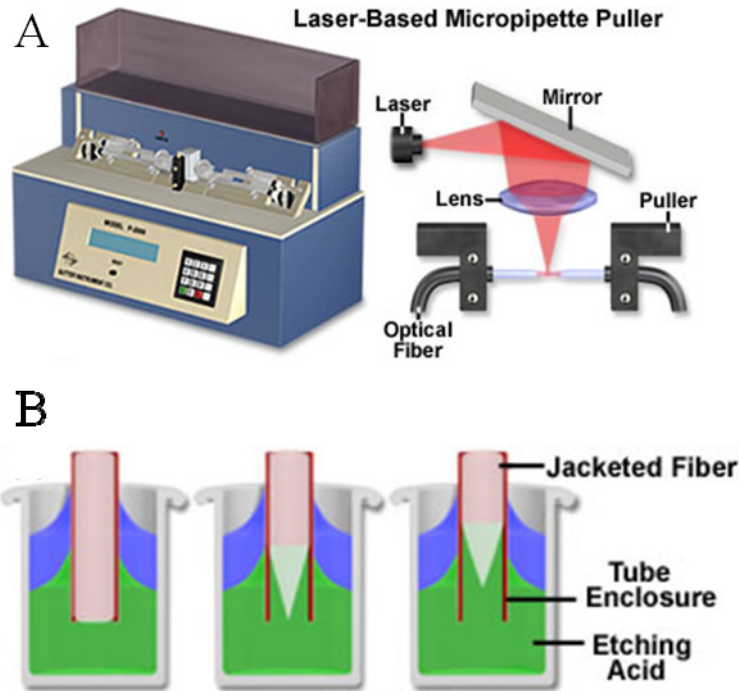 A
Laser-Based Micropipette Puller
Laser
Mirror
Lens
Puller
Optical
Fiber
MODEL P-2000
SUTTER INSTRUMENT CO.
B
Jacketed Fiber
Tube
Enclosure
Etching
Acid